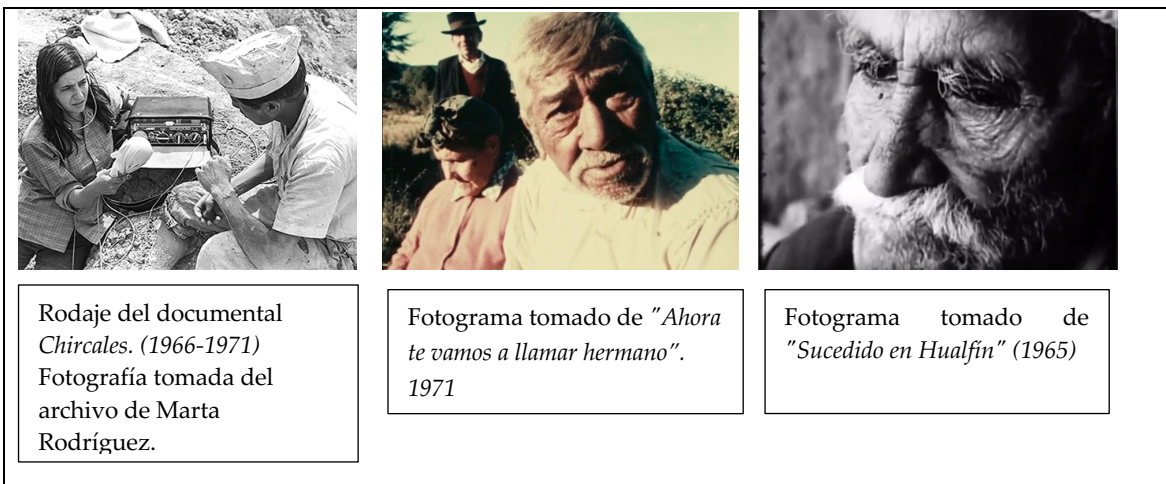 Rodaje del documental
Chircales. (1966-1971)
Fotografía tomada del
archivo de Marta
Rodríguez.
Fotograma tomado de "Ahora
te vamos a llamar hermano".
1971
Fotograma tomado de
"Sucedido en Hualfín" (1965)